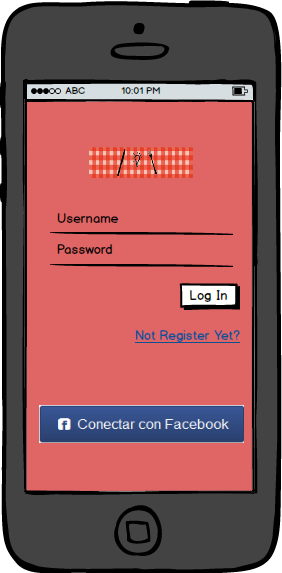 ABC 10:01 PM
Username
Password
Log In
Not Register Yet?
f Conectar con Facebook